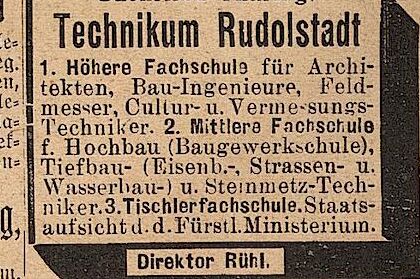 Technikum Rudolstadt
1. Höhere Fachschule für Archi-
tekten, Bau-Ingenieure, Feld-
messer, Cultur- u. Vermessungs-
Techniker. 2. Mittlere Fachschule
f. Hochbau (Baugewerkschule),
Tiefbau- (Eisenb.-, Strassen- u.
Wasserbau-) u. Steinmetz-Tech-
niker. 3. Tischlerfachschule. Staats-
aufsicht d. d. Fürstl. Ministerium.
Direktor Rühl.